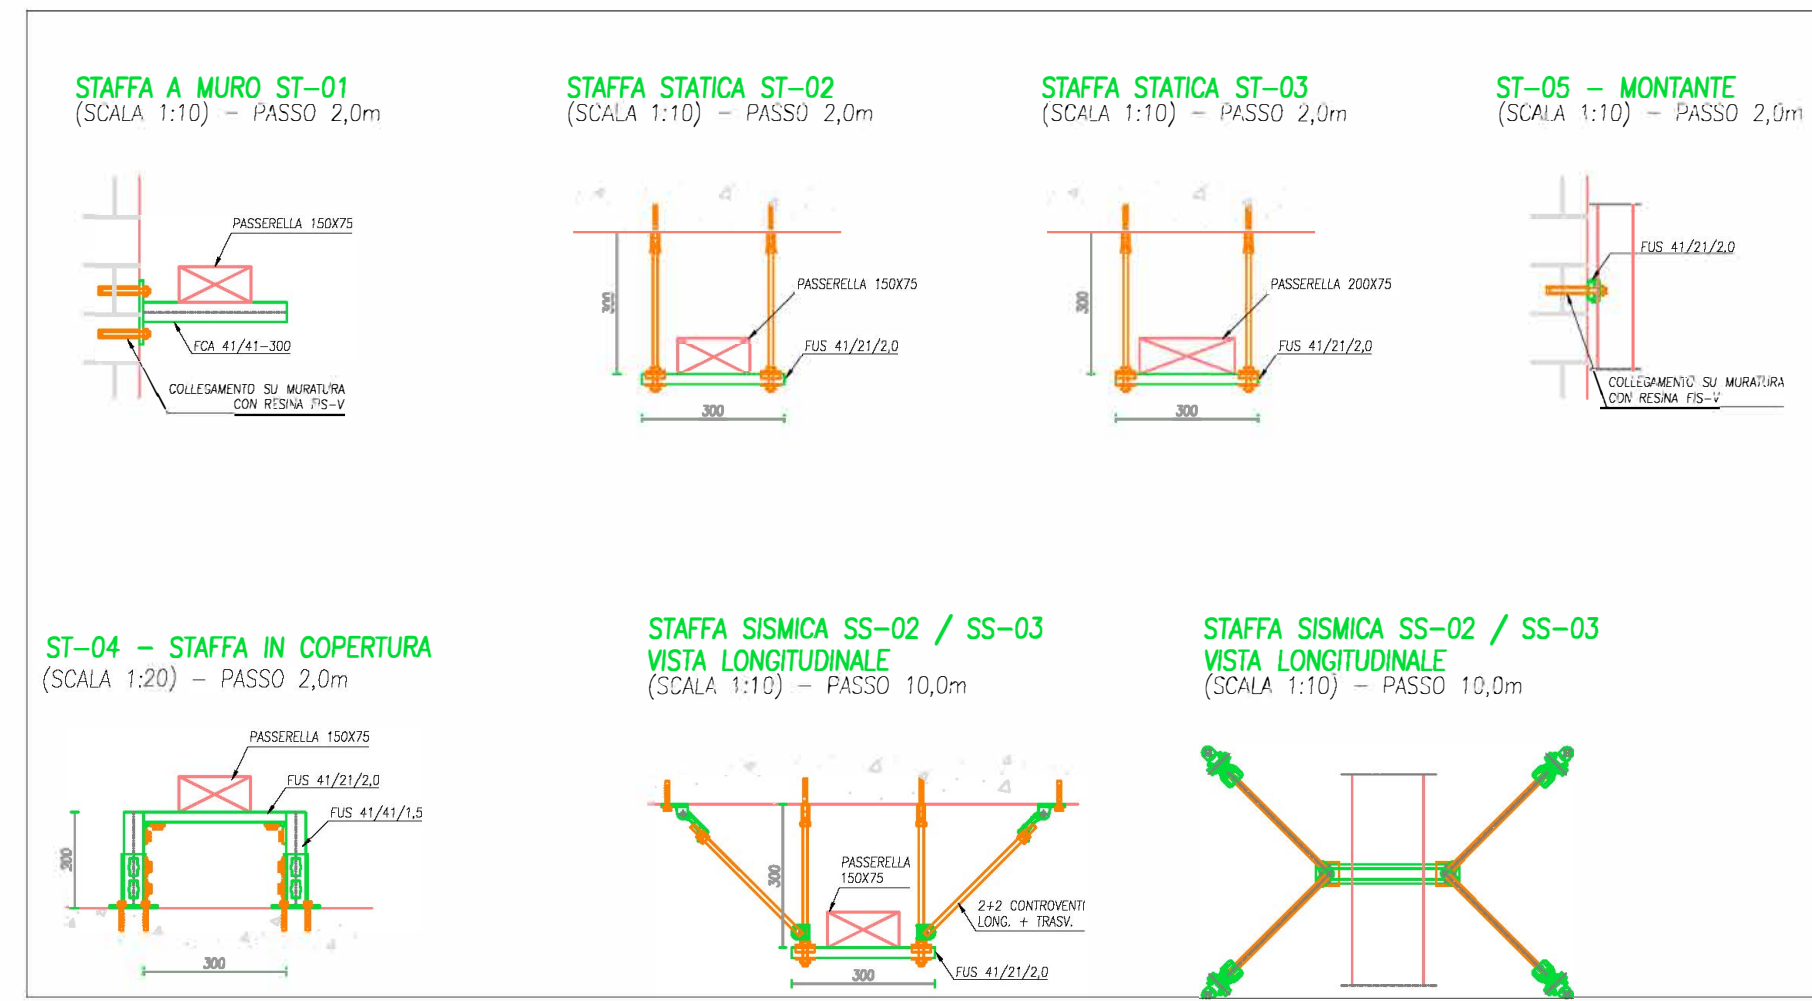 STAFFA A MURO ST-01
(SCALA 1:10) - PASSO 2,0m
PASSERELLA 150X75
FCA 41/41-300
COLLEGAMENTO SU MURATURA
CON RESINA FIS-V
STAFFA STATICA ST-02
(SCALA 1:10) - PASSO 2,0m
300
PASSERELLA 150X75
FUS 41/21/2,0
300
STAFFA STATICA ST-03
(SCALA 1:10) - PASSO 2,0m
300
PASSERELLA 200X75
FUS 41/21/2,0
300
ST-05 - MONTANTE
(SCALA 1:10) - PASSO 2,0m
FUS 41/21/2,0
COLLEGAMENTO SU MURATURA
CON RESINA FIS-V
ST-04 - STAFFA IN COPERTURA
(SCALA 1:20) - PASSO 2,0m
PASSERELLA 150X75
FUS 41/21/2,0
FUS 41/41/1,5
200
300
STAFFA SISMICA SS-02 / SS-03
VISTA LONGITUDINALE
(SCALA 1:10) - PASSO 10,0m
300
PASSERELLA
150X75
2+2 CONTROVENTI
LONG. + TRASV.
FUS 41/21/2,0
300
STAFFA SISMICA SS-02 / SS-03
VISTA LONGITUDINALE
(SCALA 1:10) - PASSO 10,0m